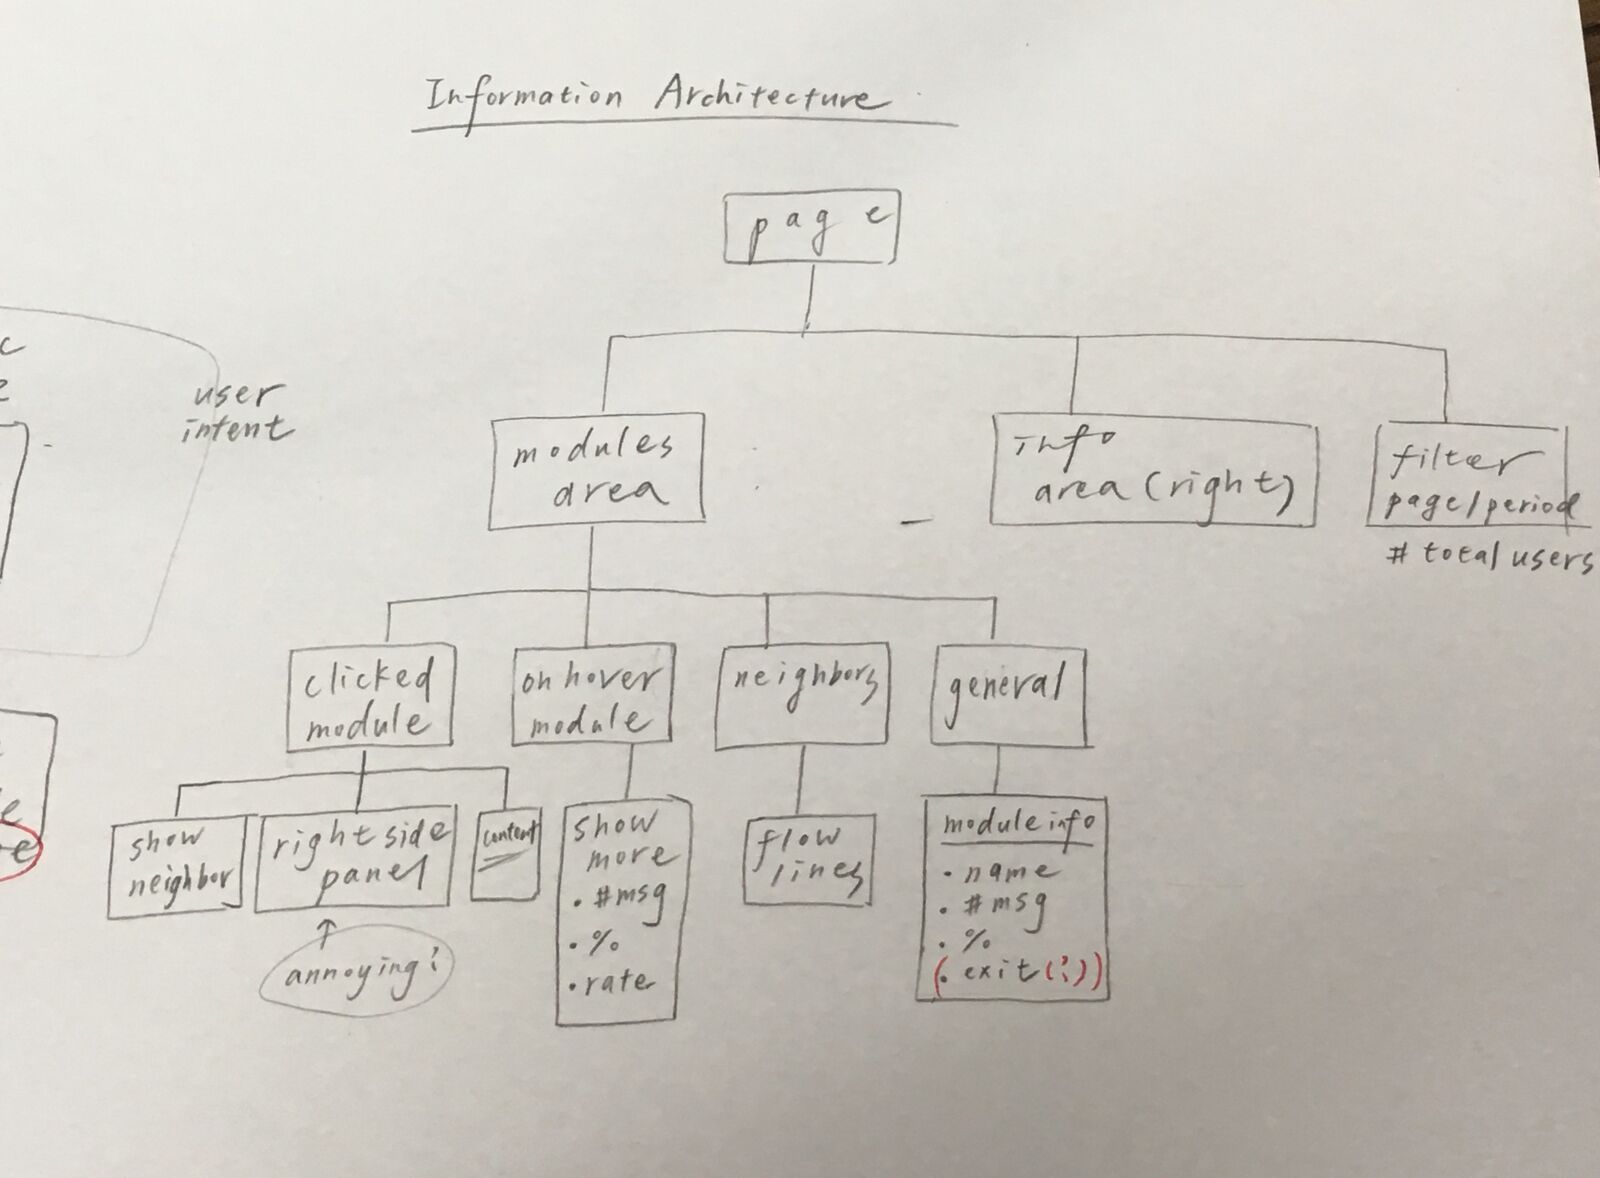 Information Architecture
page
user
intent
modules
area
info
area (right)
filter
page/period
# total users
clicked
module
on hover
module
neighbors
general
show
neighbor
right side
panel
content
show
more
• #msg
• %
• rate
flow
lines
module info
• name
• #msg
• %
(• exit(?))
↑
annoying?